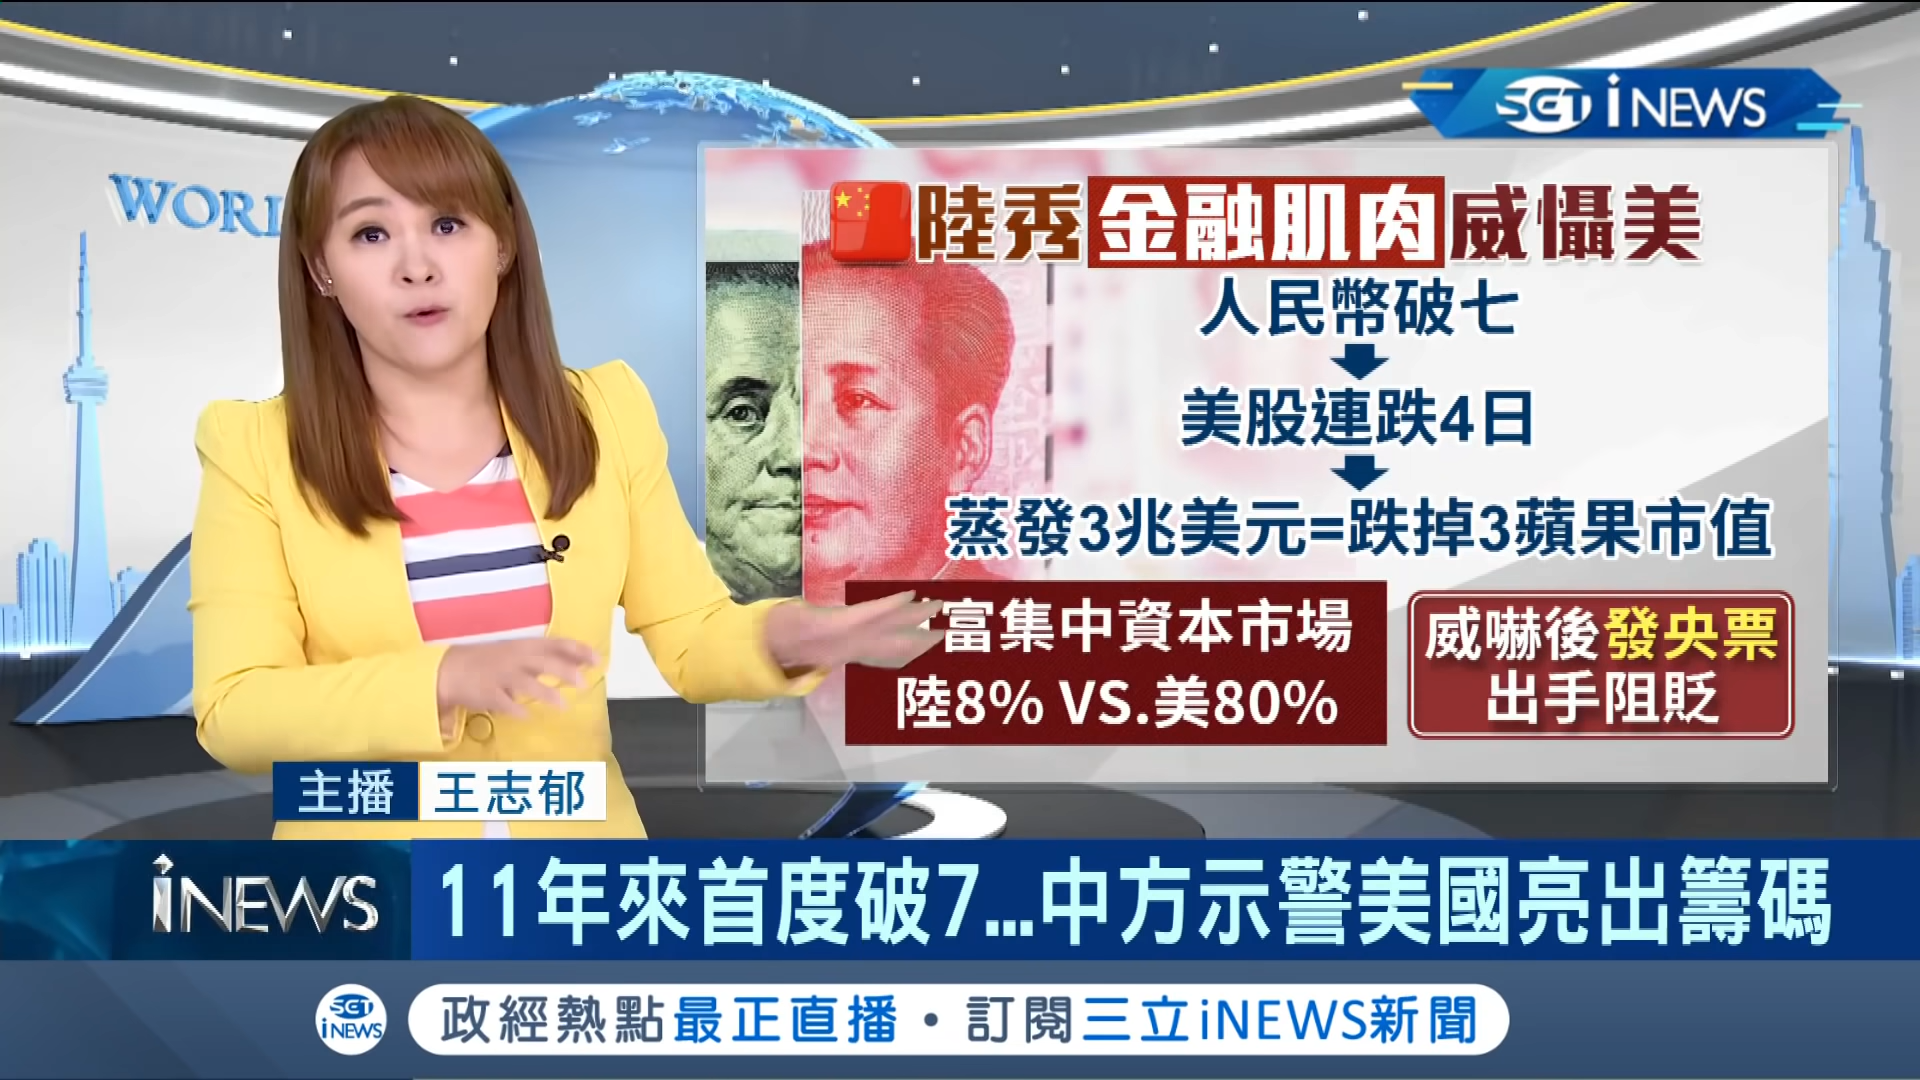 WORL
SET iNEWS
陸秀金融肌肉威懾美
人民幣破七
美股連跌4日
蒸發3兆美元=跌掉3蘋果市值
富集中資本市場
陸8% VS.美80%
威嚇後發央票
出手阻貶
主播 王志郁
iNEWS
11年來首度破7...中方示警美國亮出籌碼
SET iNEWS
政經熱點最正直播・訂閱三立iNEWS新聞